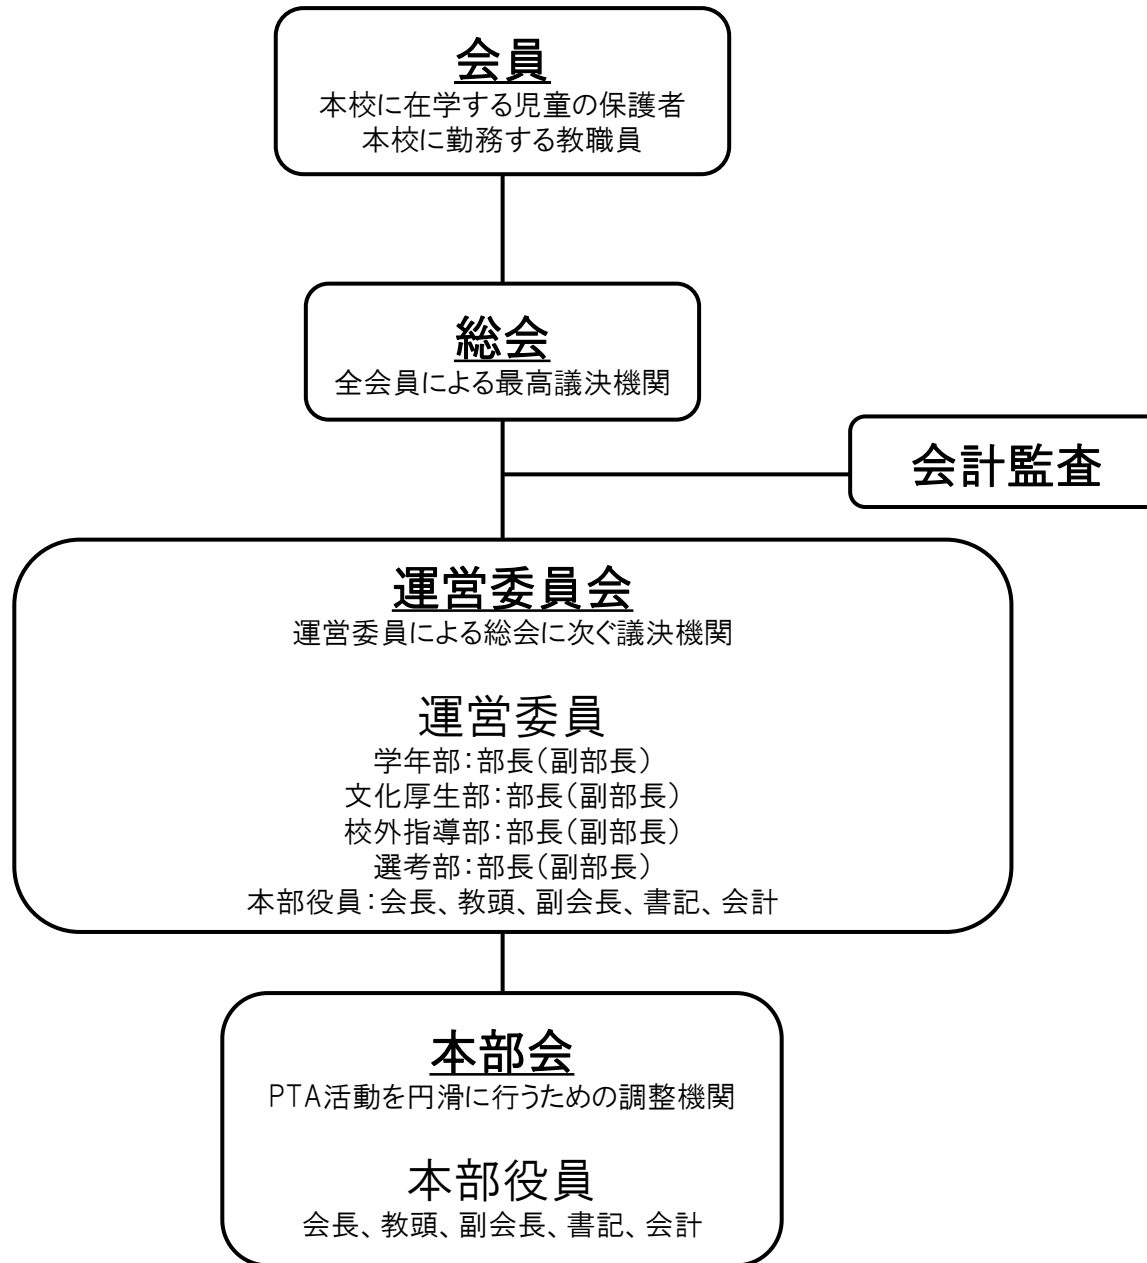 会員
本校に在学する児童の保護者
本校に勤務する教職員
総会
全会員による最高議決機関
会計監査
運営委員会
運営委員による総会に次ぐ議決機関
運営委員
学年部：部長（副部長）
文化厚生部：部長（副部長）
校外指導部：部長（副部長）
選考部：部長（副部長）
本部役員：会長、教頭、副会長、書記、会計
本部会
PTA活動を円滑に行うための調整機関
本部役員
会長、教頭、副会長、書記、会計